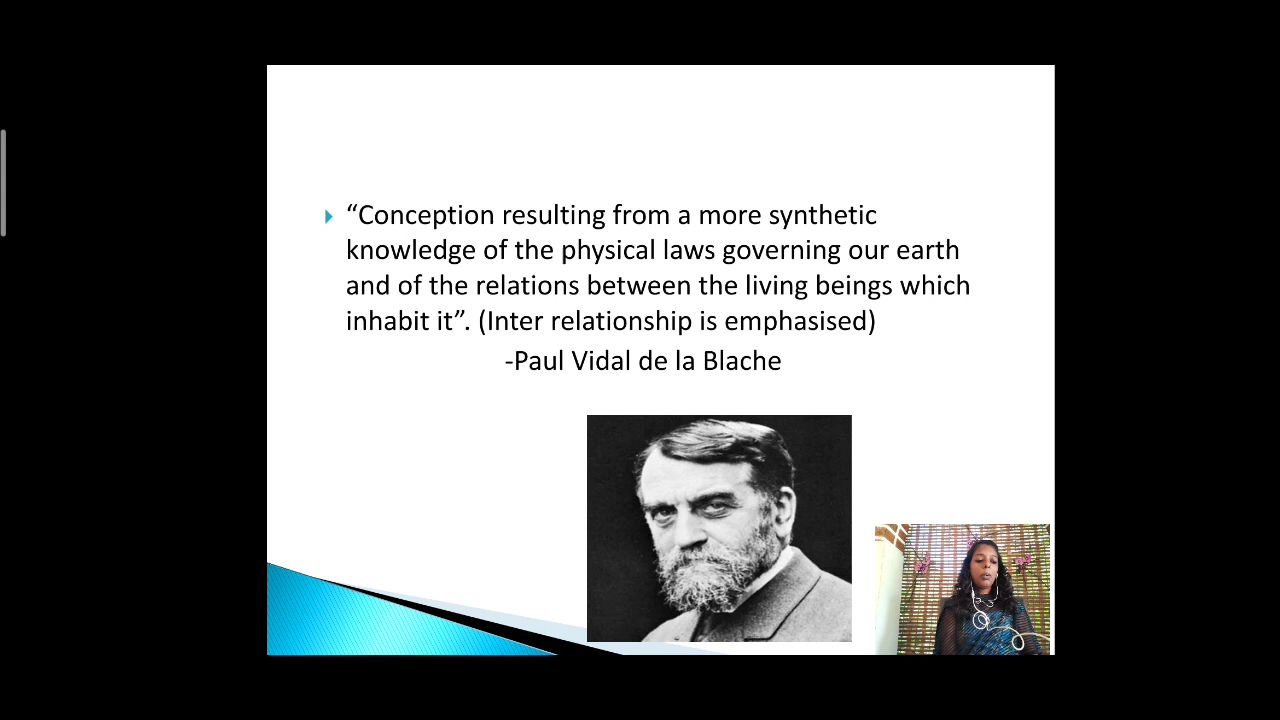 “Conception resulting from a more synthetic
knowledge of the physical laws governing our earth
and of the relations between the living beings which
inhabit it”. (Inter relationship is emphasised)
-Paul Vidal de la Blache